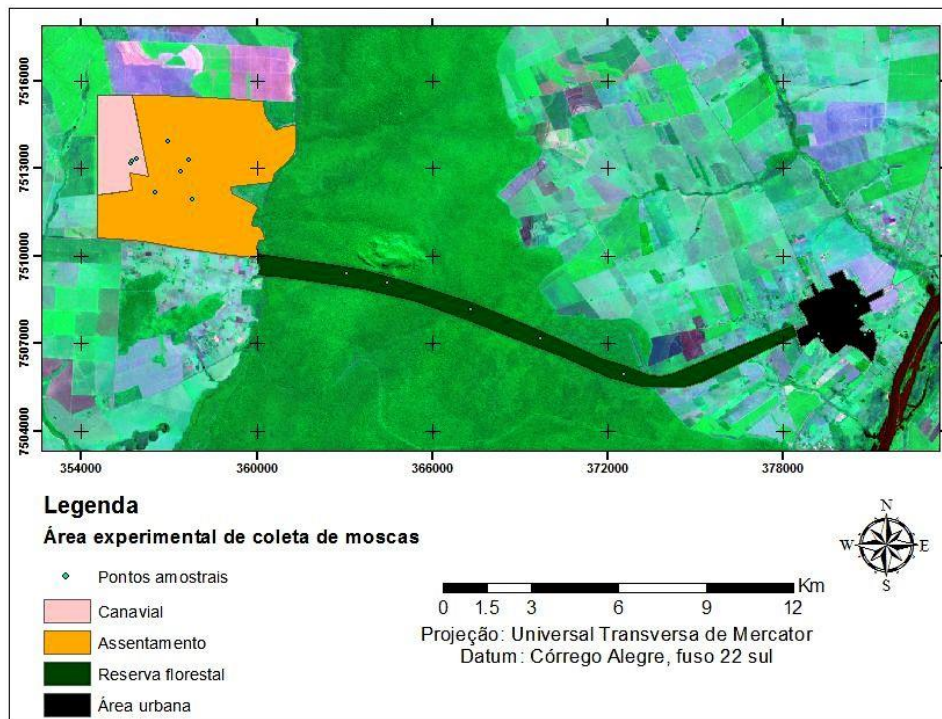 7516000
7513000
7510000
7507000
7504000
354000 360000 366000 372000 378000
Legenda
Área experimental de coleta de moscas
Pontos amostrais
Canavial
Assentamento
Reserva florestal
Área urbana
N
W E
S
Km
0 1.5 3 6 9 12
Projeção: Universal Transversa de Mercator
Datum: Córrego Alegre, fuso 22 sul